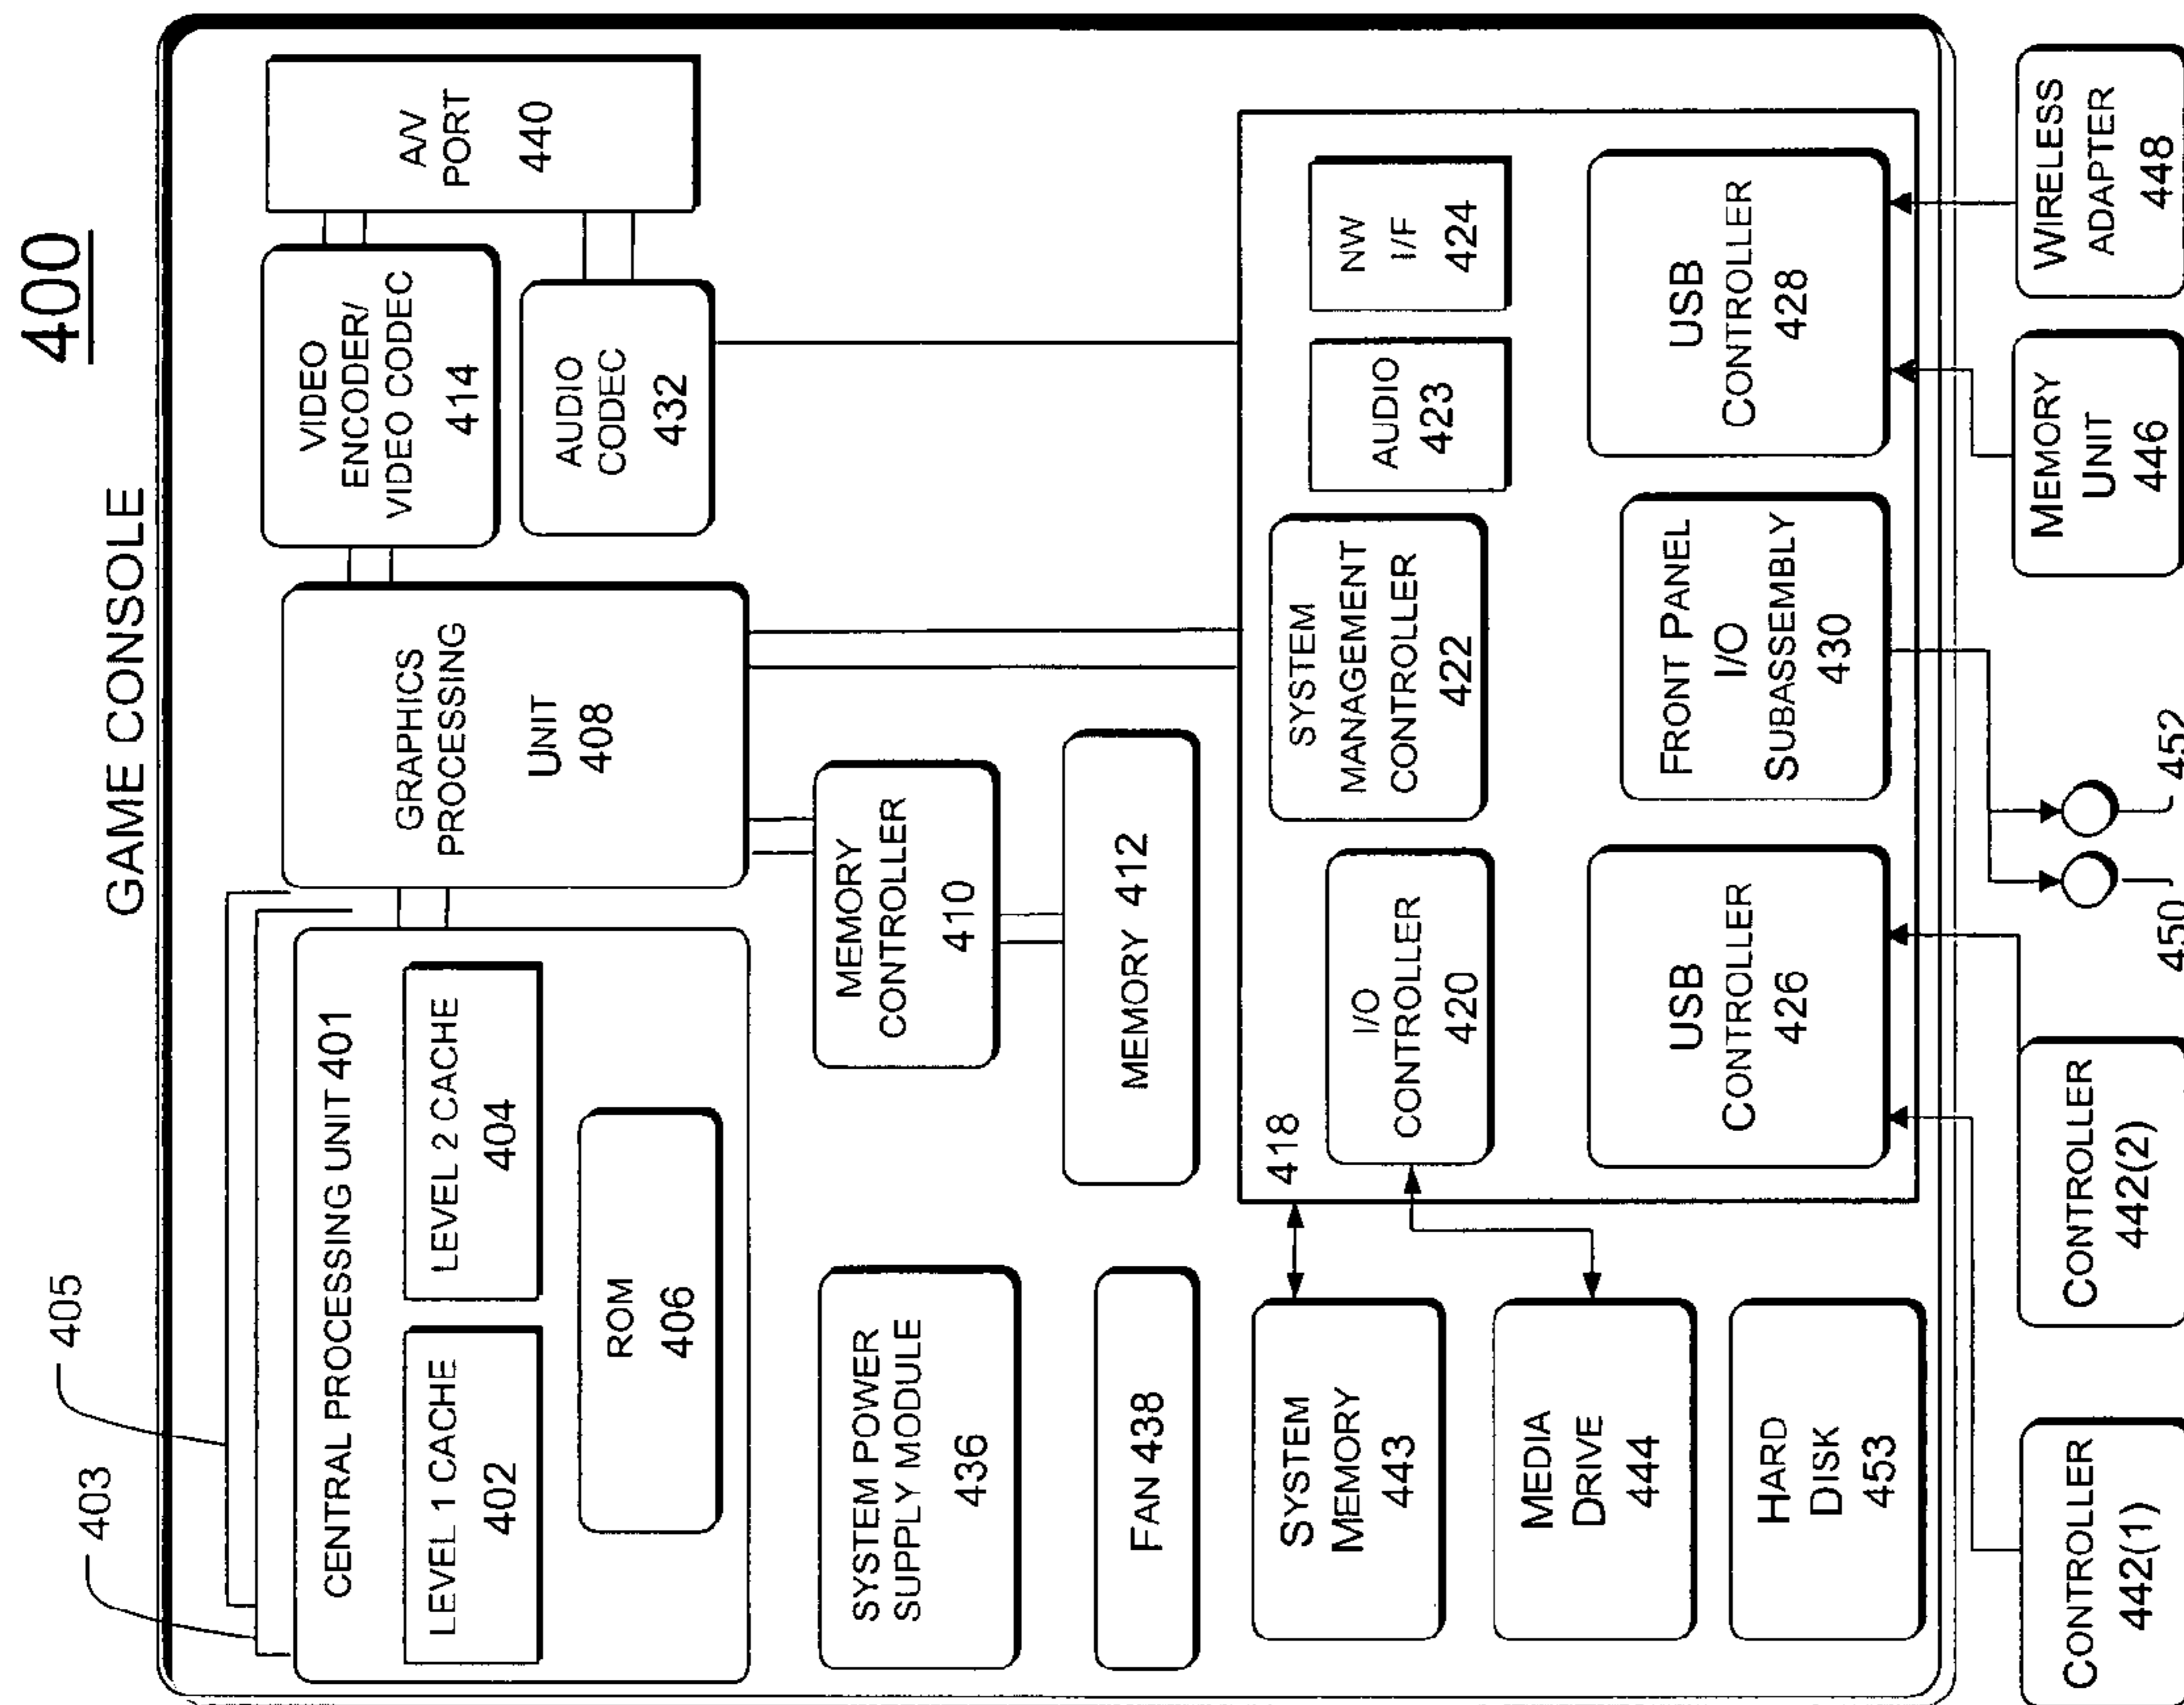 400
GAME CONSOLE
405
403
CENTRAL PROCESSING UNIT 401
LEVEL 1 CACHE
402
LEVEL 2 CACHE
404
ROM
406
GRAPHICS
PROCESSING
UNIT
408
VIDEO
ENCODER/
VIDEO CODEC
414
AUDIO
CODEC
432
A/V
PORT
440
SYSTEM POWER
SUPPLY MODULE
436
MEMORY
CONTROLLER
410
FAN 438
MEMORY 412
418
SYSTEM
MEMORY
443
MEDIA
DRIVE
444
HARD
DISK
453
I/O
CONTROLLER
420
SYSTEM
MANAGEMENT
CONTROLLER
422
AUDIO
423
NW
I/F
424
USB
CONTROLLER
426
FRONT PANEL
I/O
SUBASSEMBLY
430
USB
CONTROLLER
428
CONTROLLER
442(1)
CONTROLLER
442(2)
450
452
MEMORY
UNIT
446
WIRELESS
ADAPTER
448